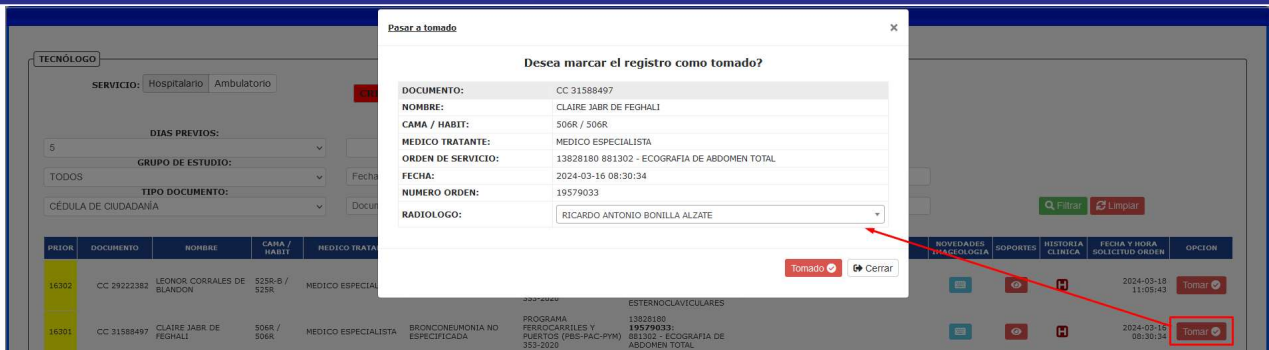 Pasar a tomado
×
Desea marcar el registro como tomado?
DOCUMENTO: CC 31588497
NOMBRE: CLAIRE JABR DE FEGHALI
CAMA / HABIT: 506R / 506R
MEDICO TRATANTE: MEDICO ESPECIALISTA
ORDEN DE SERVICIO: 13828180 881302 - ECOGRAFIA DE ABDOMEN TOTAL
FECHA: 2024-03-16 08:30:34
NUMERO ORDEN: 19579033
RADIOLOGO: RICARDO ANTONIO BONILLA ALZATE
Tomado Cerrar
TECNÓLOGO
SERVICIO: Hospitalario Ambulatorio
DIAS PREVIOS:
5
GRUPO DE ESTUDIO:
TODOS Fecha
TIPO DOCUMENTO:
CÉDULA DE CIUDADANÍA
Filtrar Limpiar
PRIOR DOCUMENTO NOMBRE CAMA / HABIT MEDICO NOVEDADES IMAGEOLOGIA SOPORTES HISTORIA CLINICA FECHA Y HORA SOLICITUD ORDEN OPCION
16302 CC 29222382 LEONOR CORRALES DE BLANDON 525R-B / 525R MEDICO 353-2020 ESTERNOCLAVICULARES H 2024-03-18 11:05:43 Tomar
16301 CC 31588497 CLAIRE JABR DE FEGHALI 506R / 506R MEDICO ESPECIALISTA BRONCONEUMONIA NO ESPECIFICADA PROGRAMA FERROCARRILES Y PUERTOS (PBS-PAC-PYM) 353-2020 13828180 19579033: 881302 - ECOGRAFIA DE ABDOMEN TOTAL H 2024-03-16 08:30:34 Tomar